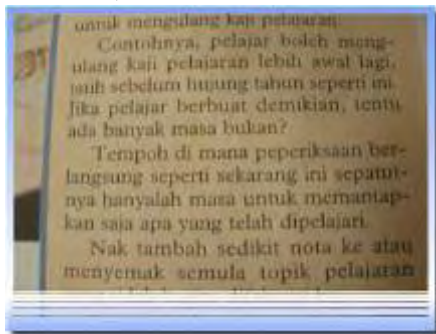 untuk mengulang kaji pelajaran.
Contohnya, pelajar boleh meng-
ulang kaji pelajaran lebih awal lagi,
jauh sebelum hujung tahun seperti ini.
Jika pelajar berbuat demikian, tentu
ada banyak masa bukan?
Tempoh di mana peperiksaan ber-
langsung seperti sekarang ini sepatut-
nya hanyalah masa untuk memantap-
kan saja apa yang telah dipelajari.
Nak tambah sedikit nota ke atau
menyemak semula topik pelajaran